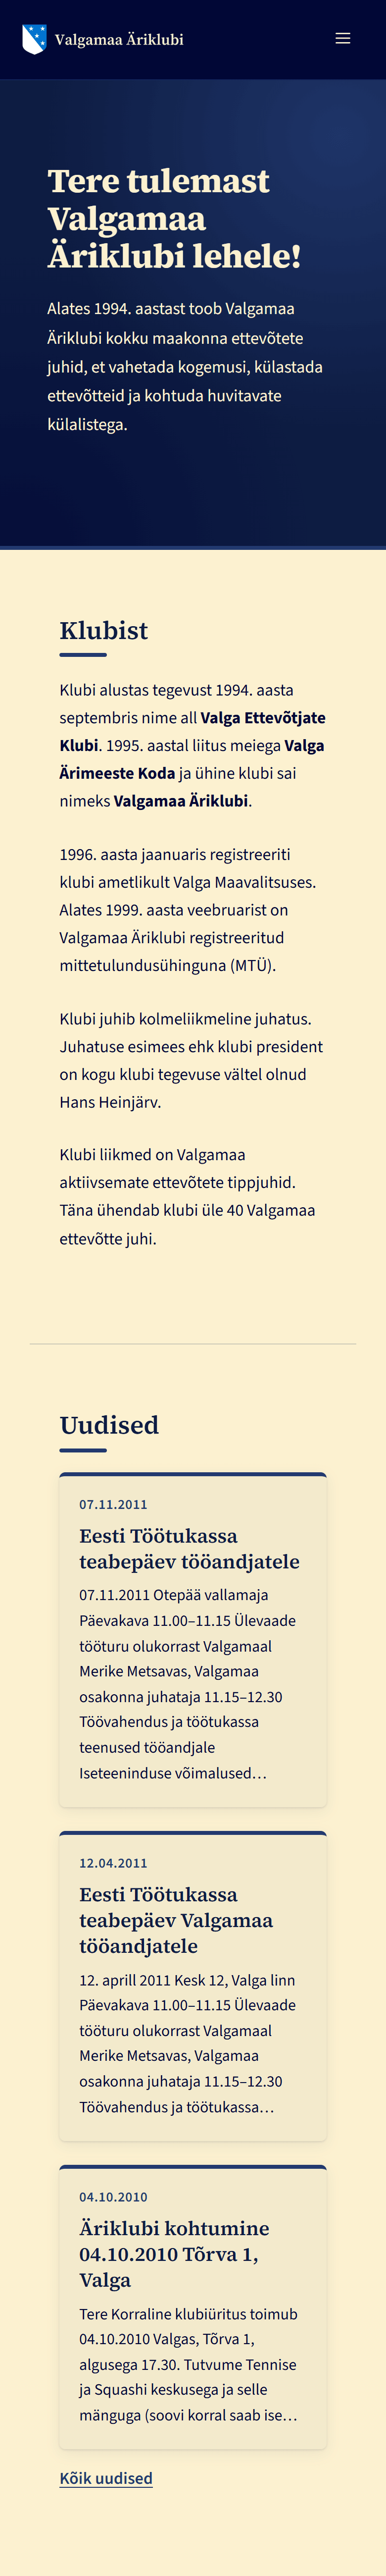 Valgamaa Äriklubi
Tere tulemast
Valgamaa
Äriklubi lehele!
Alates 1994. aastast toob Valgamaa
Äriklubi kokku maakonna ettevõtete
juhid, et vahetada kogemusi, külastada
ettevõtteid ja kohtuda huvitavate
külalistega.
Klubist
Klubi alustas tegevust 1994. aasta
septembris nime all Valga Ettevõtjate
Klubi. 1995. aastal liitus meiega Valga
Ärimeeste Koda ja ühine klubi sai
nimeks Valgamaa Äriklubi.
1996. aasta jaanuaris registreeriti
klubi ametlikult Valga Maavalitsuses.
Alates 1999. aasta veebruarist on
Valgamaa Äriklubi registreeritud
mittetulundusühinguna (MTÜ).
Klubi juhib kolmeliikmeline juhatus.
Juhatuse esimees ehk klubi president
on kogu klubi tegevuse vältel olnud
Hans Heinjärv.
Klubi liikmed on Valgamaa
aktiivsemate ettevõtete tippjuhid.
Täna ühendab klubi üle 40 Valgamaa
ettevõtte juhi.
Uudised
07.11.2011
Eesti Töötukassa
teabepäev tööandjatele
07.11.2011 Otepää vallamaja
Päevakava 11.00–11.15 Ülevaade
tööturu olukorrast Valgamaal
Merike Metsavas, Valgamaa
osakonna juhataja 11.15–12.30
Töövahendus ja töötukassa
teenused tööandjale
Iseteeninduse võimalused…
12.04.2011
Eesti Töötukassa
teabepäev Valgamaa
tööandjatele
12. aprill 2011 Kesk 12, Valga linn
Päevakava 11.00–11.15 Ülevaade
tööturu olukorrast Valgamaal
Merike Metsavas, Valgamaa
osakonna juhataja 11.15–12.30
Töövahendus ja töötukassa…
04.10.2010
Äriklubi kohtumine
04.10.2010 Tõrva 1,
Valga
Tere Korraline klubiüritus toimub
04.10.2010 Valgas, Tõrva 1,
algusega 17.30. Tutvume Tennise
ja Squashi keskusega ja selle
mänguga (soovi korral saab ise…
Kõik uudised